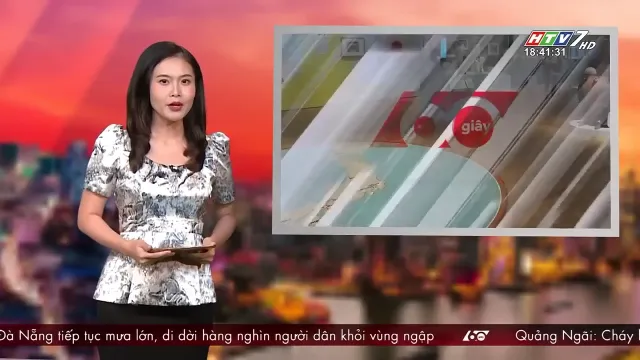 HTV7 HD
18:41:31
60 giây
Đà Nẵng tiếp tục mưa lớn, di dời hàng nghìn người dân khỏi vùng ngập 60 Quảng Ngãi: Cháy